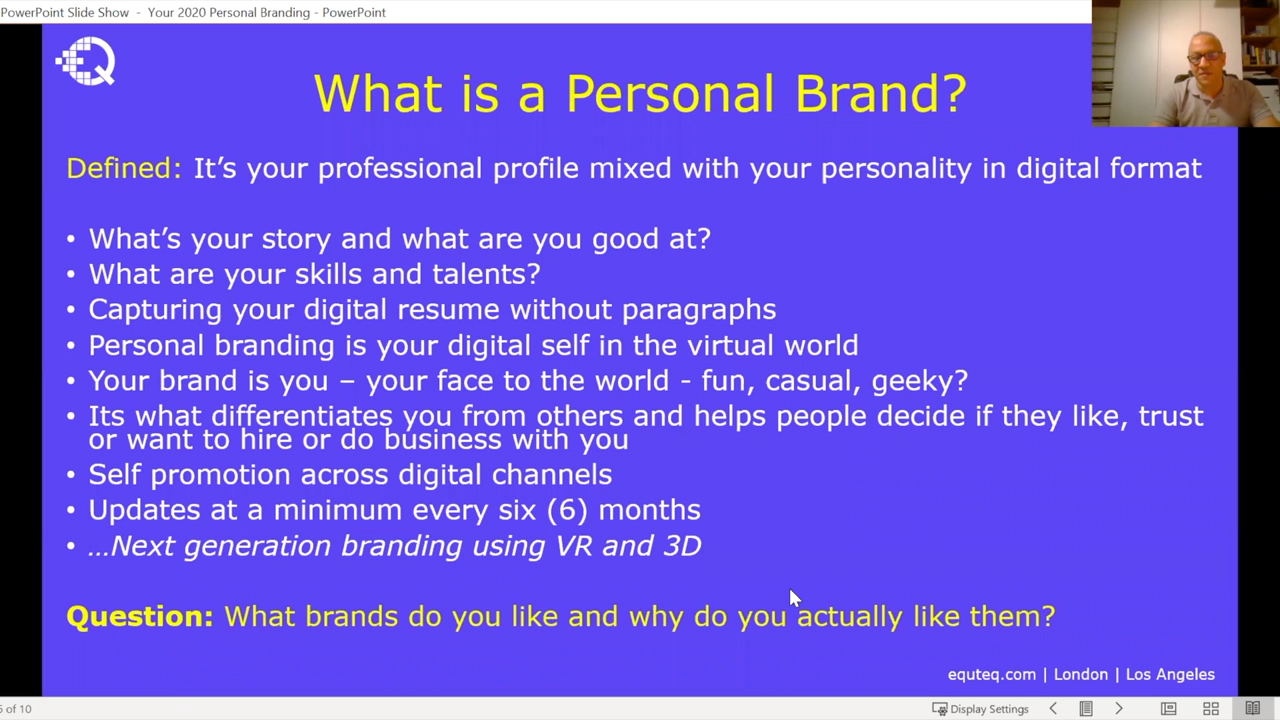 PowerPoint Slide Show - Your 2020 Personal Branding - PowerPoint
What is a Personal Brand?
Defined: It's your professional profile mixed with your personality in digital format
• What's your story and what are you good at?
• What are your skills and talents?
• Capturing your digital resume without paragraphs
• Personal branding is your digital self in the virtual world
• Your brand is you – your face to the world - fun, casual, geeky?
• Its what differentiates you from others and helps people decide if they like, trust
or want to hire or do business with you
• Self promotion across digital channels
• Updates at a minimum every six (6) months
• …Next generation branding using VR and 3D
Question: What brands do you like and why do you actually like them?
equteq.com | London | Los Angeles
of 10
Display Settings